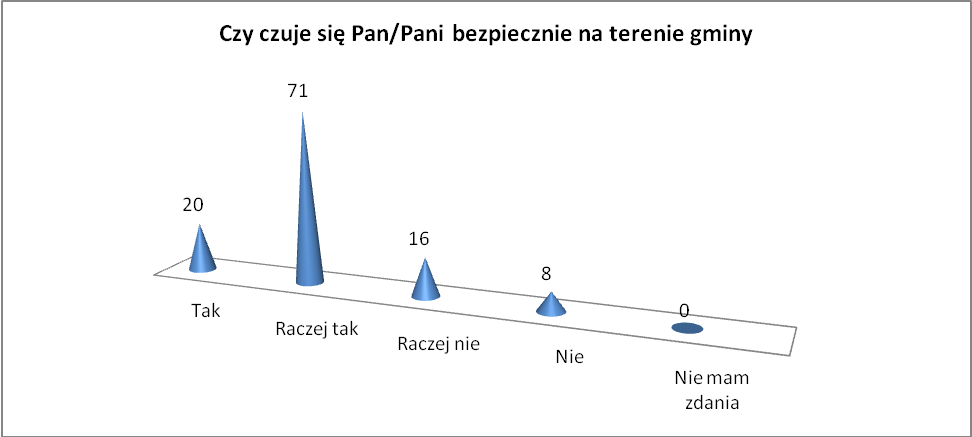 Czy czuje się Pan/Pani bezpiecznie na terenie gminy
71
20
16
8
0
Tak
Raczej tak
Raczej nie
Nie
Nie mam
zdania